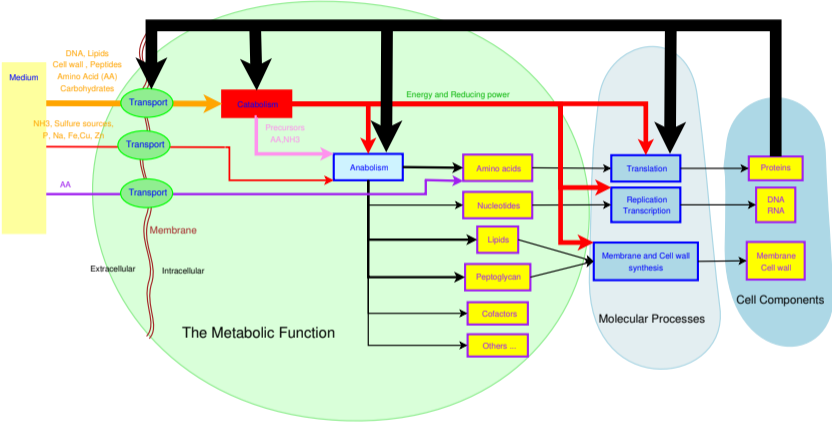 DNA, Lipids
Cell wall , Peptides
Amino Acid (AA)
Carbohydrates
Medium
Transport
Catabolism
Energy and Reducing power
NH3, Sulfure sources,
P, Na, Fe,Cu, Zn
Precursors
AA,NH3
Transport
Anabolism
Amino acids
Translation
Proteins
AA
Transport
Nucleotides
Replication
Transcription
DNA
RNA
Membrane
Lipids
Extracellular
Intracellular
Peptoglycan
Membrane and Cell wall
synthesis
Membrane
Cell wall
Cell Components
Cofactors
Molecular Processes
The Metabolic Function
Others ...